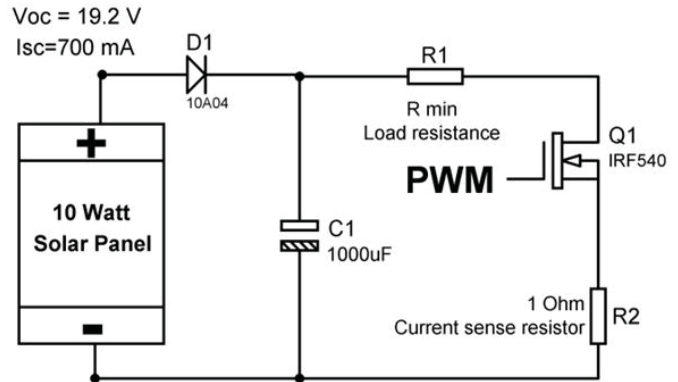 Voc = 19.2 V
Isc=700 mA
D1
10A04
R1
R min
Load resistance
Q1
IRF540
PWM
+
10 Watt
Solar Panel
C1
1000uF
1 Ohm
Current sense resistor
R2
-